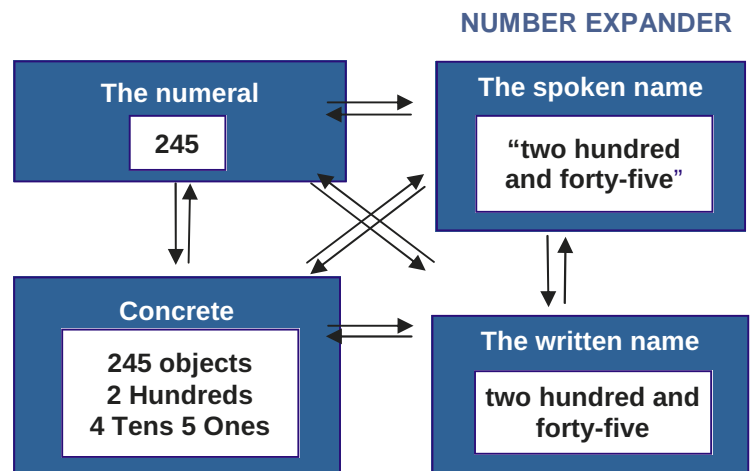 NUMBER EXPANDER
The numeral
245
The spoken name
“two hundred
and forty-five”
Concrete
245 objects
2 Hundreds
4 Tens 5 Ones
The written name
two hundred and
forty-five